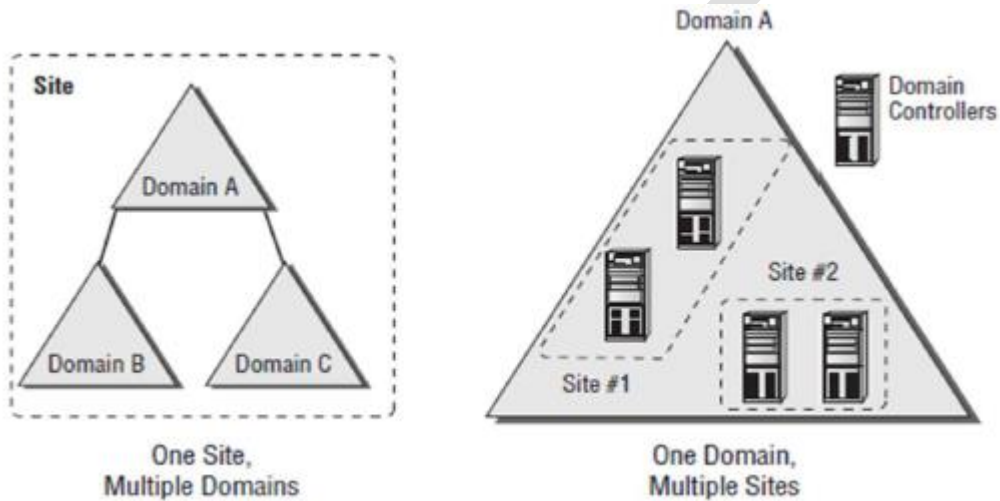 Site
Domain A
Domain B
Domain C
One Site,
Multiple Domains
Domain A
Domain
Controllers
Site #2
Site #1
One Domain,
Multiple Sites